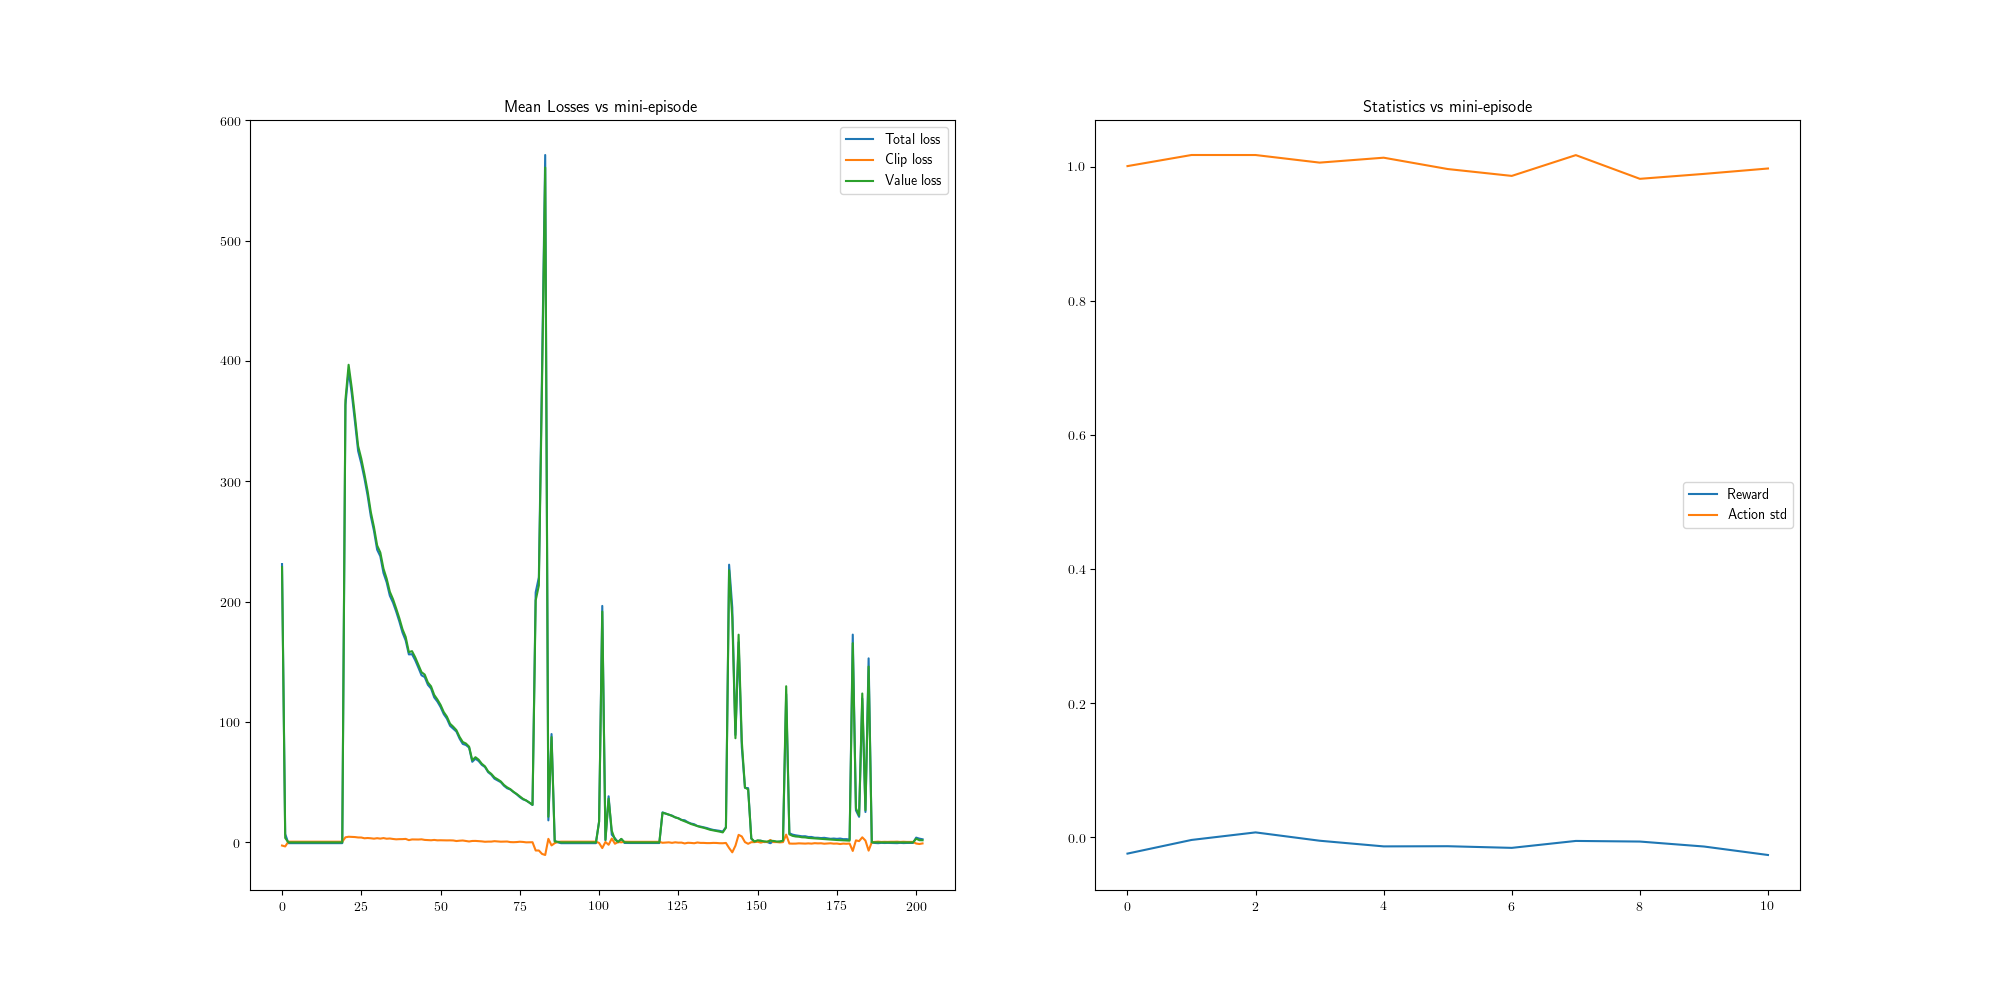 Mean Losses vs mini-episode
600
500
400
300
200
100
0
0 25 50 75 100 125 150 175 200
Total loss
Clip loss
Value loss
Statistics vs mini-episode
1.0
0.8
0.6
0.4
0.2
0.0
0 2 4 6 8 10
Reward
Action std